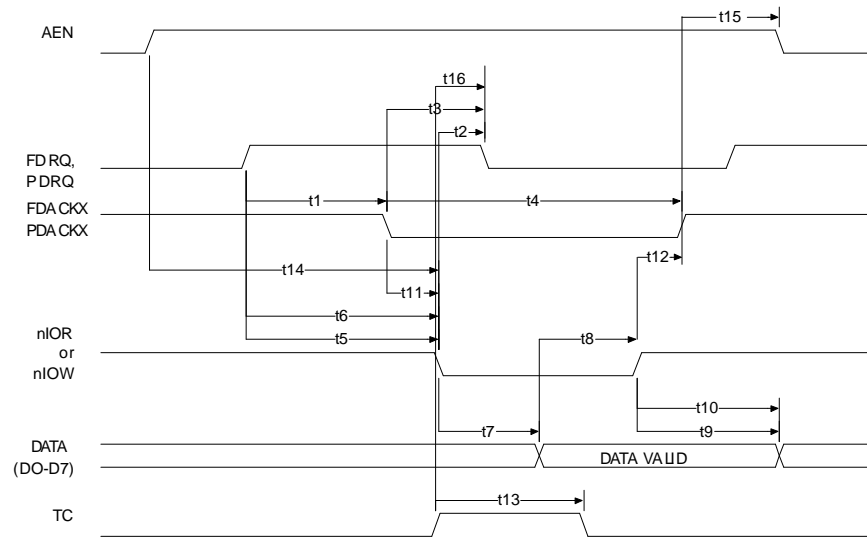 AEN
t15
t16
t3
t2
FDRQ,
PDRQ
t1
t4
FDACKX
PDACKX
t12
t14
t11
t6
t5
t8
nIOR
or
nIOW
t10
t7
t9
DATA
(DO-D7)
DATA VALID
t13
TC